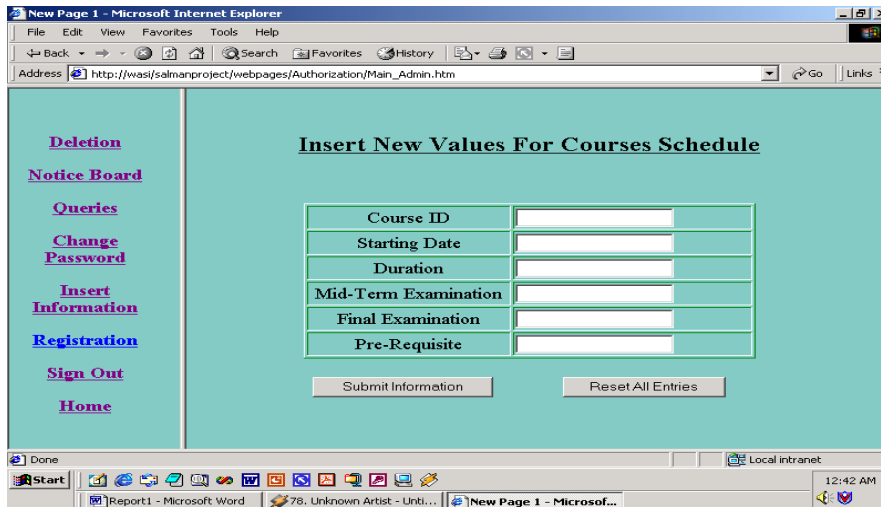 New Page 1 - Microsoft Internet Explorer
File Edit View Favorites Tools Help
Back Search Favorites History
Address http://wasi/salmanproject/webpages/Authorization/Main_Admin.htm Go Links
Deletion
Notice Board
Queries
Change
Password
Insert
Information
Registration
Sign Out
Home
Insert New Values For Courses Schedule
Course ID
Starting Date
Duration
Mid-Term Examination
Final Examination
Pre-Requisite
Submit Information Reset All Entries
Done Local intranet
Start 12:42 AM
Report1 - Microsoft Word 78. Unknown Artist - Unti... New Page 1 - Microsof...